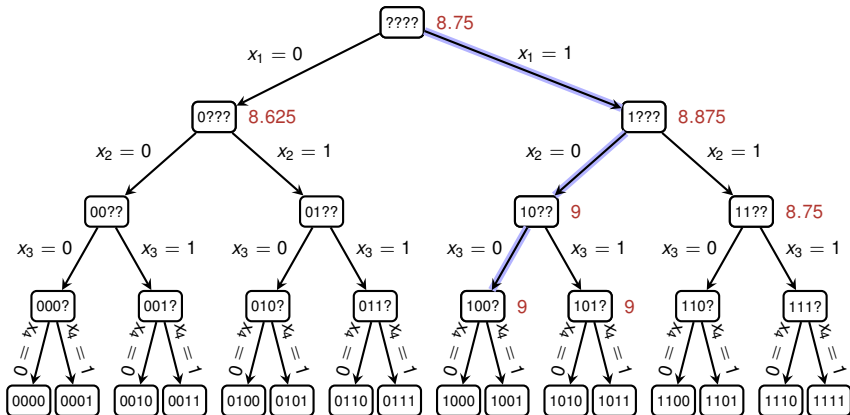 ???? 8.75
x₁ = 0 x₁ = 1
0??? 8.625 1??? 8.875
x₂ = 0 x₂ = 1 x₂ = 0 x₂ = 1
00?? 01?? 10?? 9 11?? 8.75
x₃ = 0 x₃ = 1 x₃ = 0 x₃ = 1 x₃ = 0 x₃ = 1 x₃ = 0 x₃ = 1
000? 001? 010? 011? 100? 9 101? 9 110? 111?
x₄ = 0 x₄ = 1 x₄ = 0 x₄ = 1 x₄ = 0 x₄ = 1 x₄ = 0 x₄ = 1 x₄ = 0 x₄ = 1 x₄ = 0 x₄ = 1 x₄ = 0 x₄ = 1 x₄ = 0 x₄ = 1
0000 0001 0010 0011 0100 0101 0110 0111 1000 1001 1010 1011 1100 1101 1110 1111